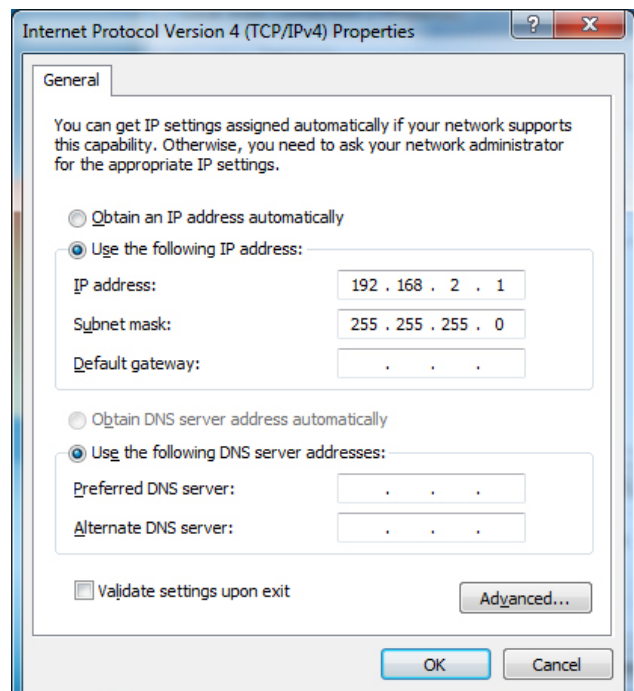 Internet Protocol Version 4 (TCP/IPv4) Properties
?
General
You can get IP settings assigned automatically if your network supports
this capability. Otherwise, you need to ask your network administrator
for the appropriate IP settings.
Obtain an IP address automatically
Use the following IP address:
IP address: 192 . 168 . 2 . 1
Subnet mask: 255 . 255 . 255 . 0
Default gateway: . . .
Obtain DNS server address automatically
Use the following DNS server addresses:
Preferred DNS server: . . .
Alternate DNS server: . . .
Validate settings upon exit
Advanced...
OK Cancel